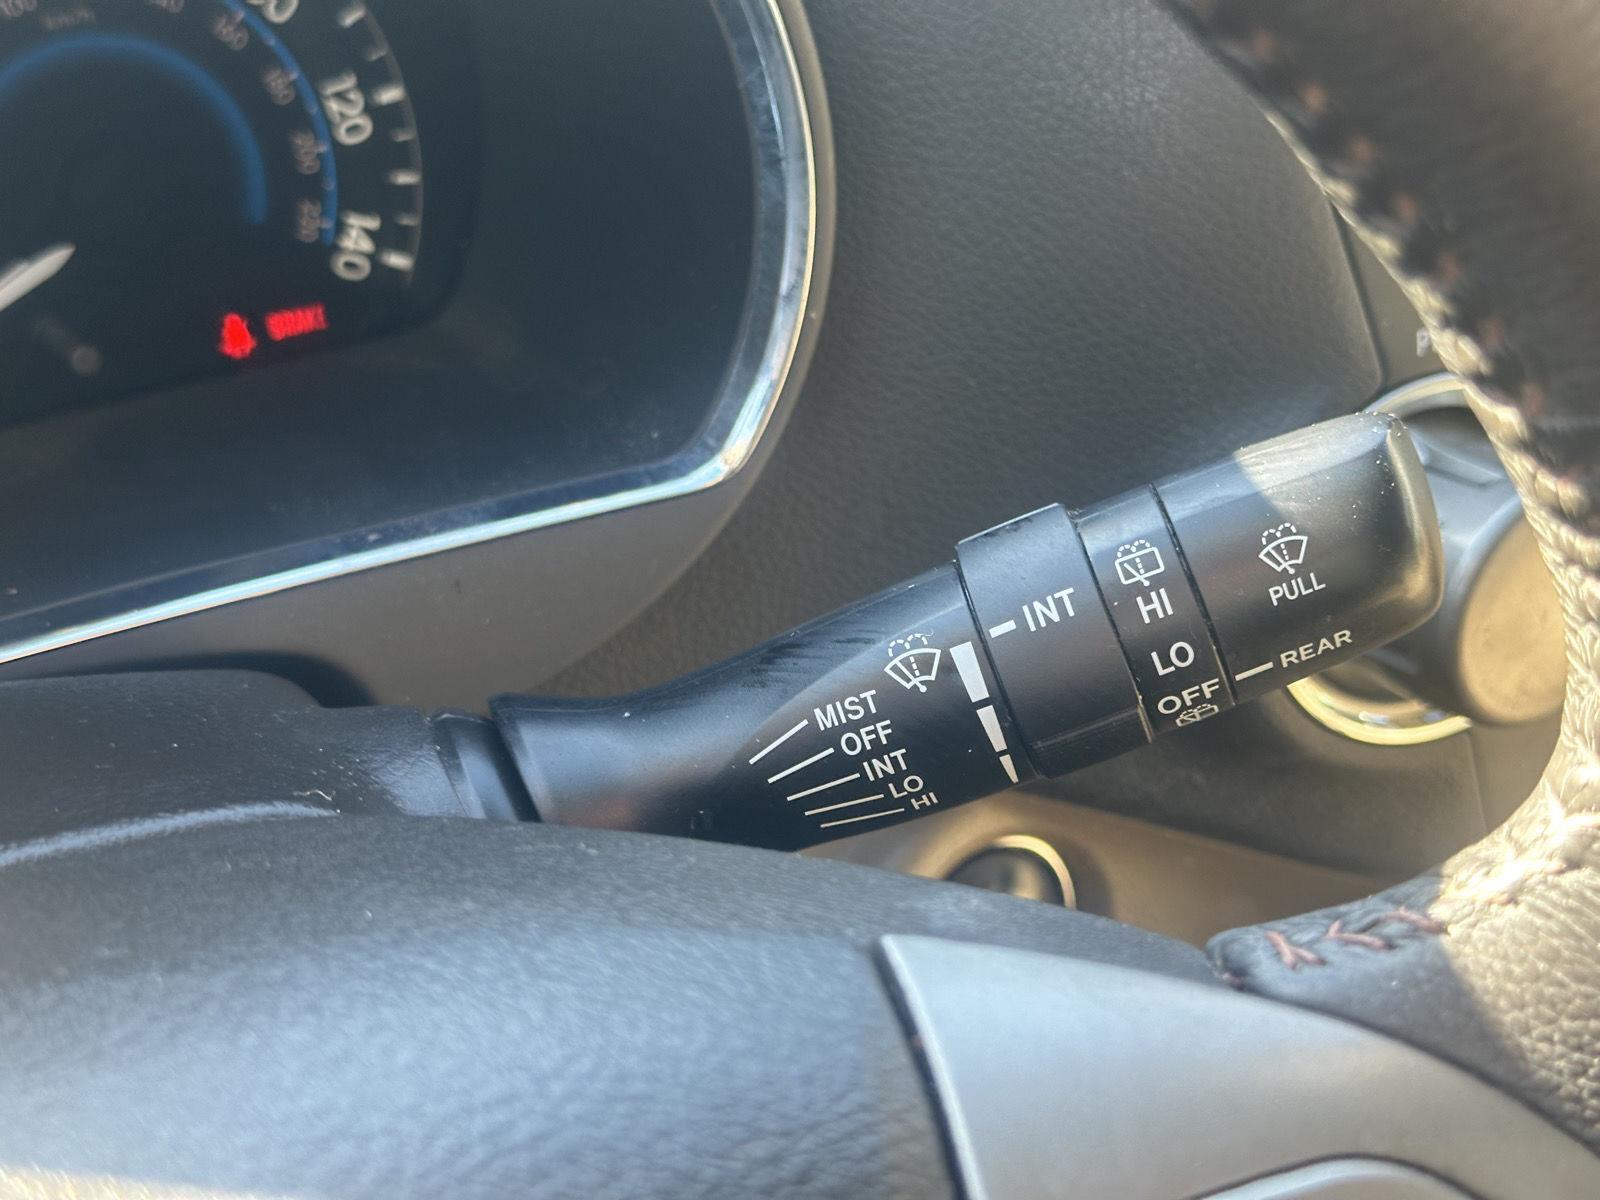 120
140
BRAKE
INT
HI
LO
OFF
PULL
REAR
MIST
OFF
INT
LO
HI